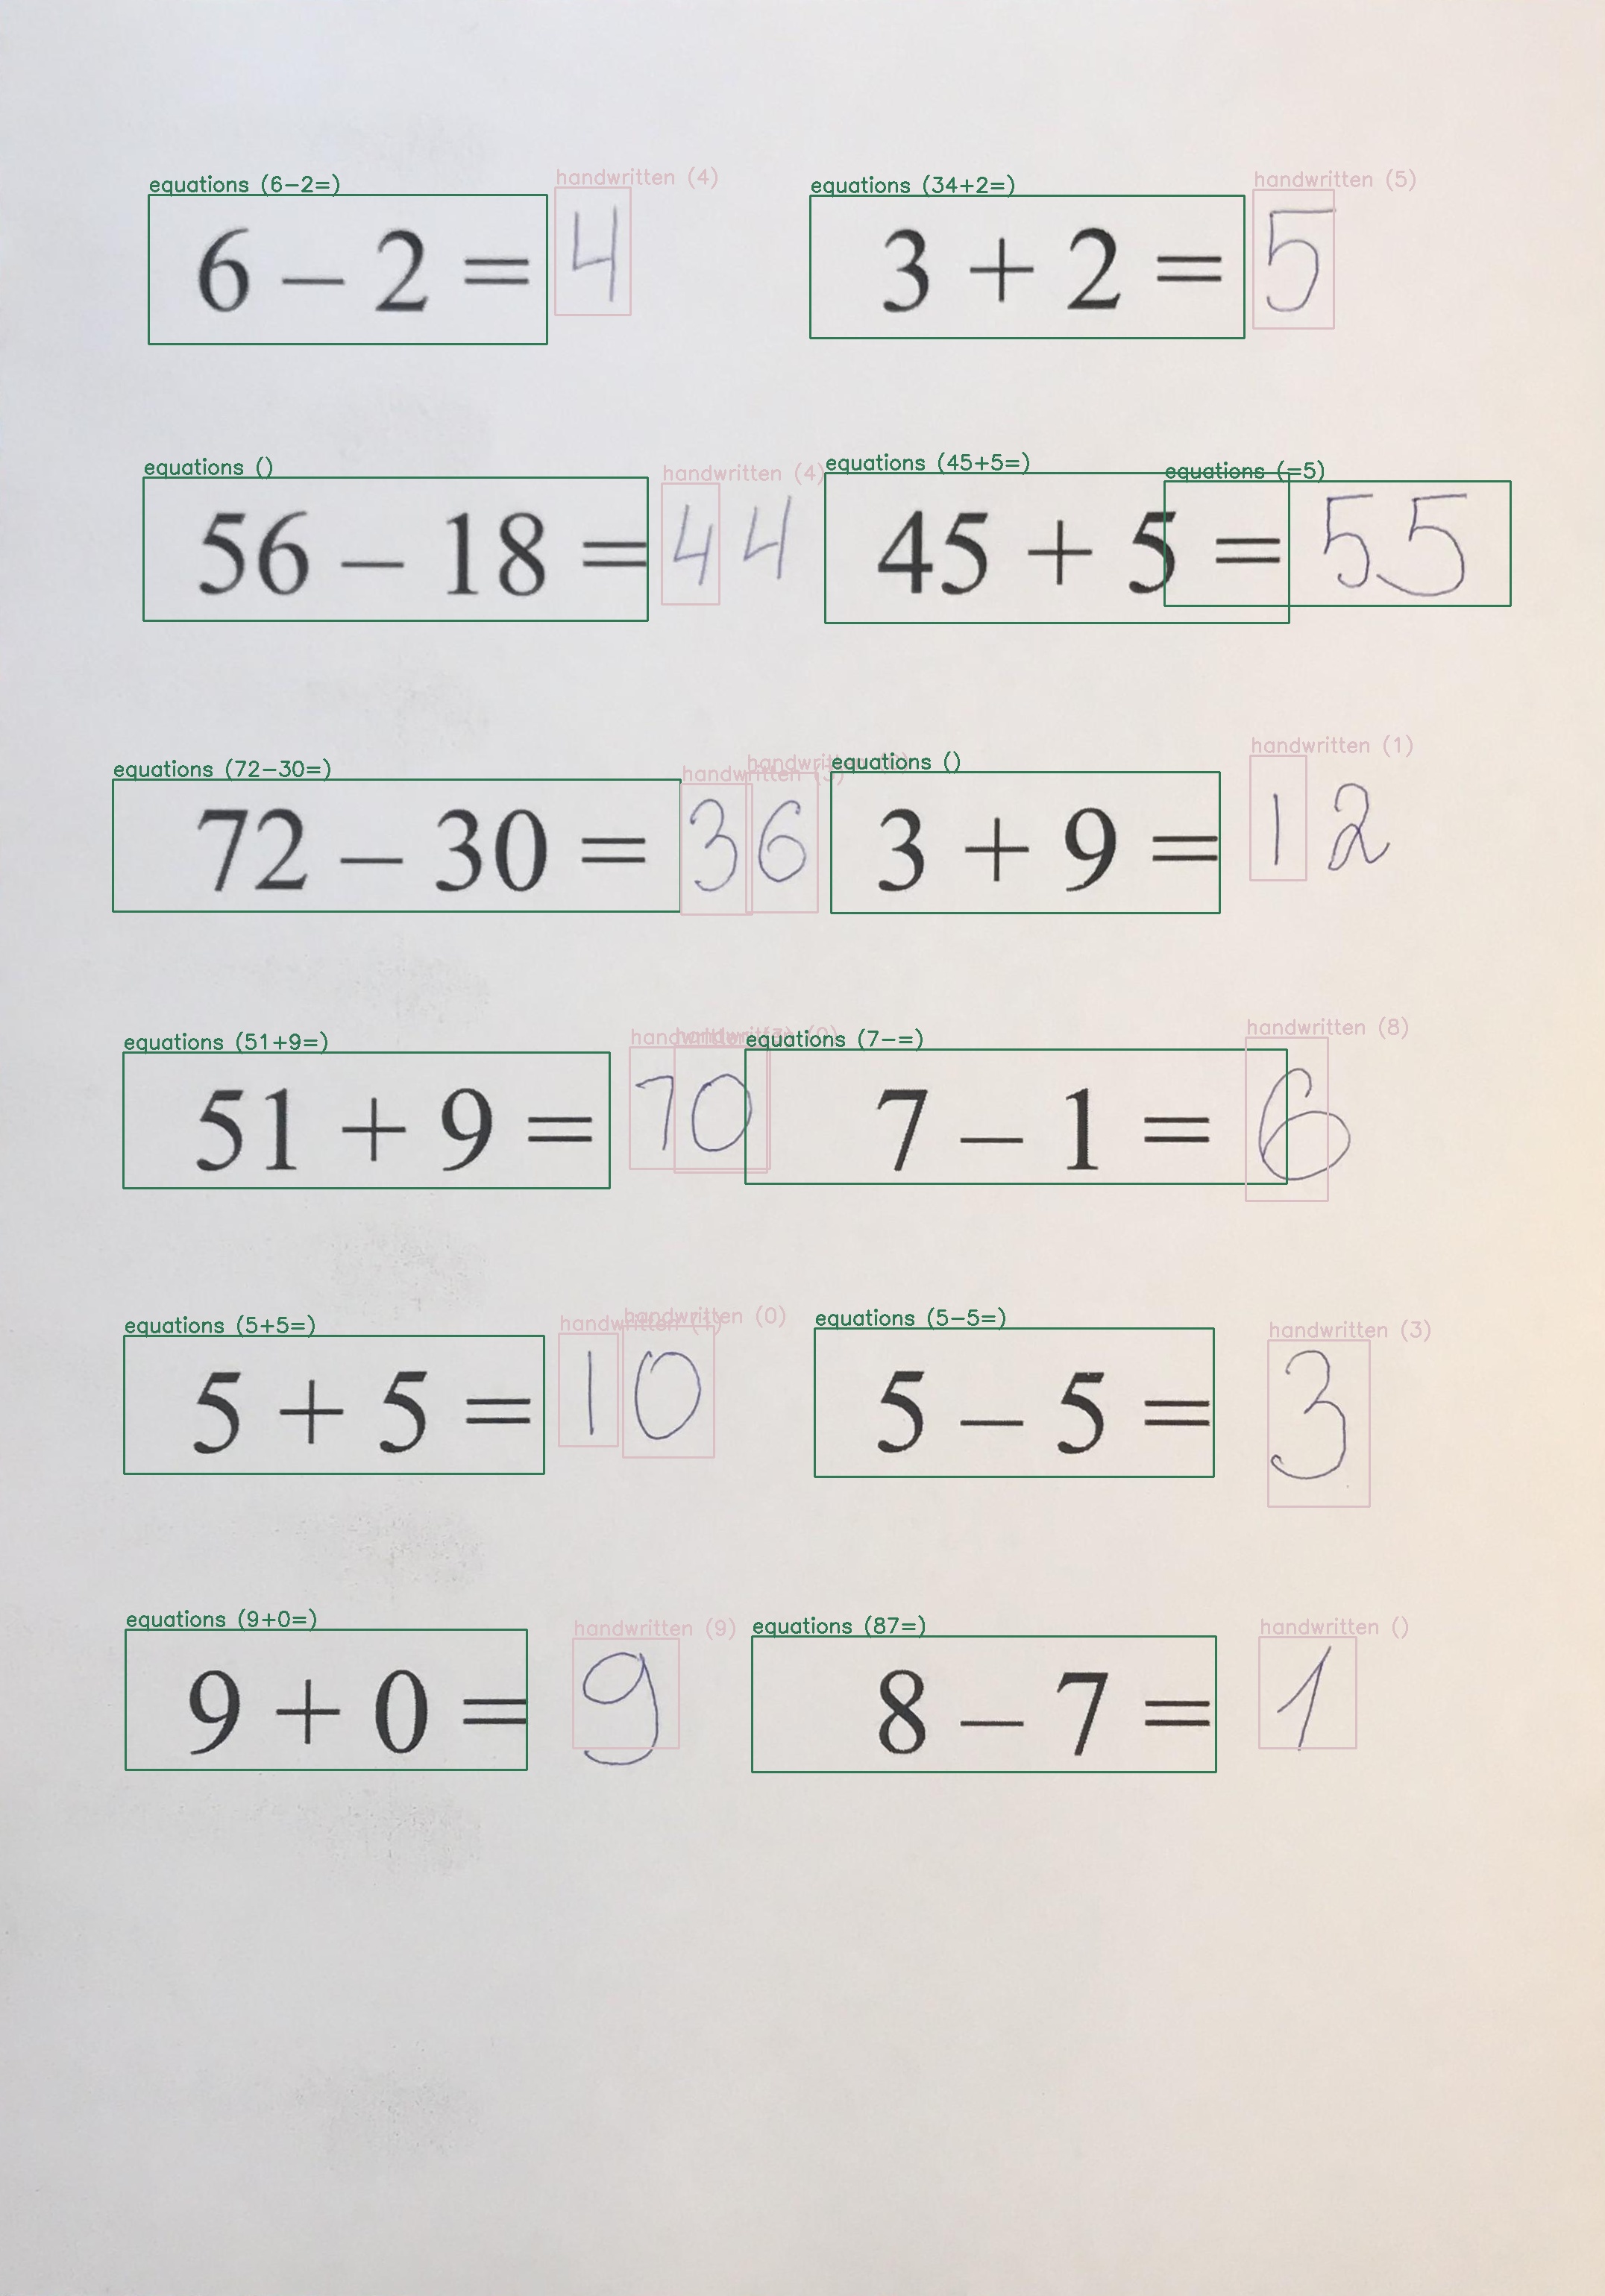 equations (6-2=) handwritten (4) equations (34+2=) handwritten (5)
6 – 2 = 4 3 + 2 = 5
equations () handwritten (4) equations (45+5=) equations (=5)
56 – 18 = 44 45 + 5 = 55
equations (72-30=) handwritten handwritten equations () handwritten (1)
72 – 30 = 36 3 + 9 = 12
equations (51+9=) handwritten handwritten (0) equations (7-=) handwritten (8)
51 + 9 = 70 7 – 1 = 6
equations (5+5=) handwritten handwritten (0) equations (5-5=) handwritten (3)
5 + 5 = 10 5 – 5 = 3
equations (9+0=) handwritten (9) equations (87=) handwritten ()
9 + 0 = 9 8 – 7 = 1